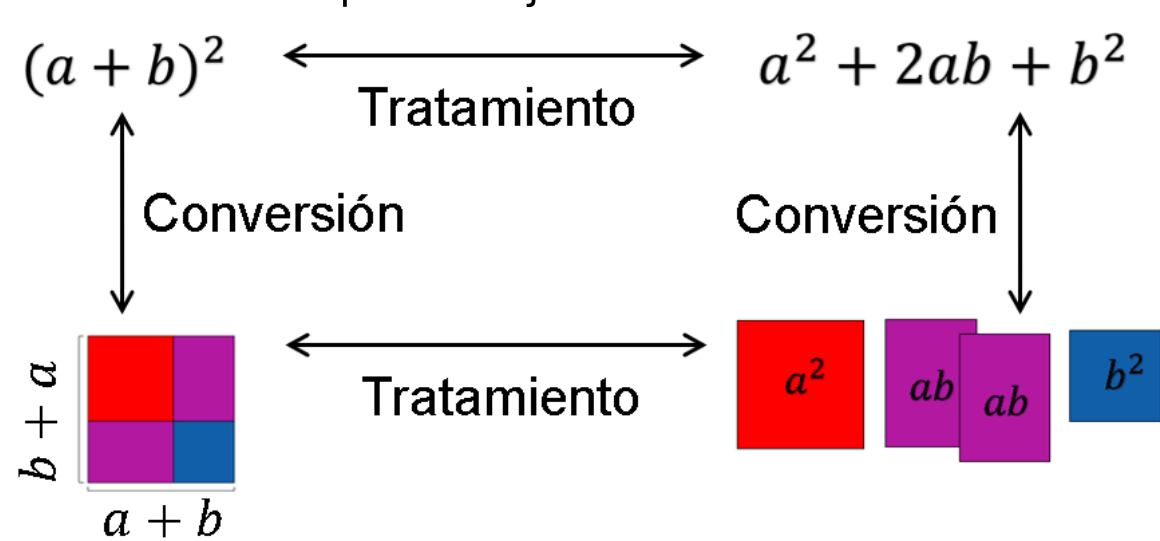 (a + b)² a² + 2ab + b²
Tratamiento
Conversión Conversión
a² ab ab b²
b + a
Tratamiento
a + b